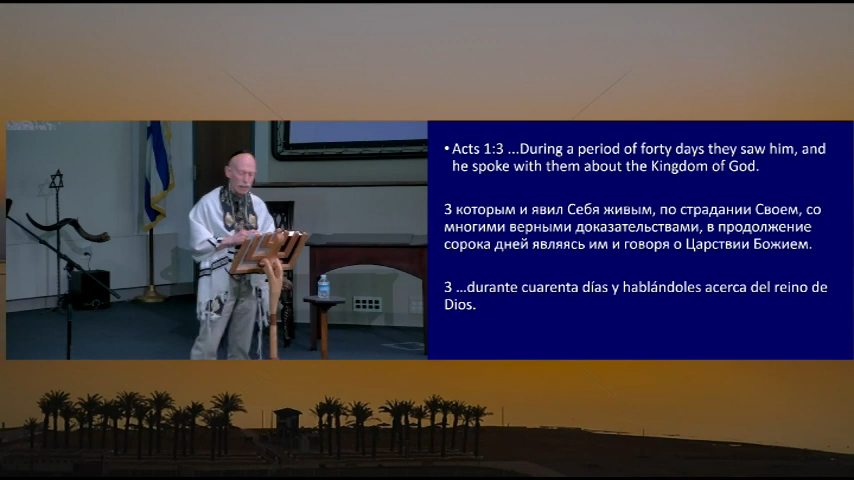 • Acts 1:3 ...During a period of forty days they saw him, and
he spoke with them about the Kingdom of God.
3 которым и явил Себя живым, по страдании Своем, со
многими верными доказательствами, в продолжение
сорока дней являясь им и говоря о Царствии Божием.
3 ...durante cuarenta días y hablándoles acerca del reino de
Dios.